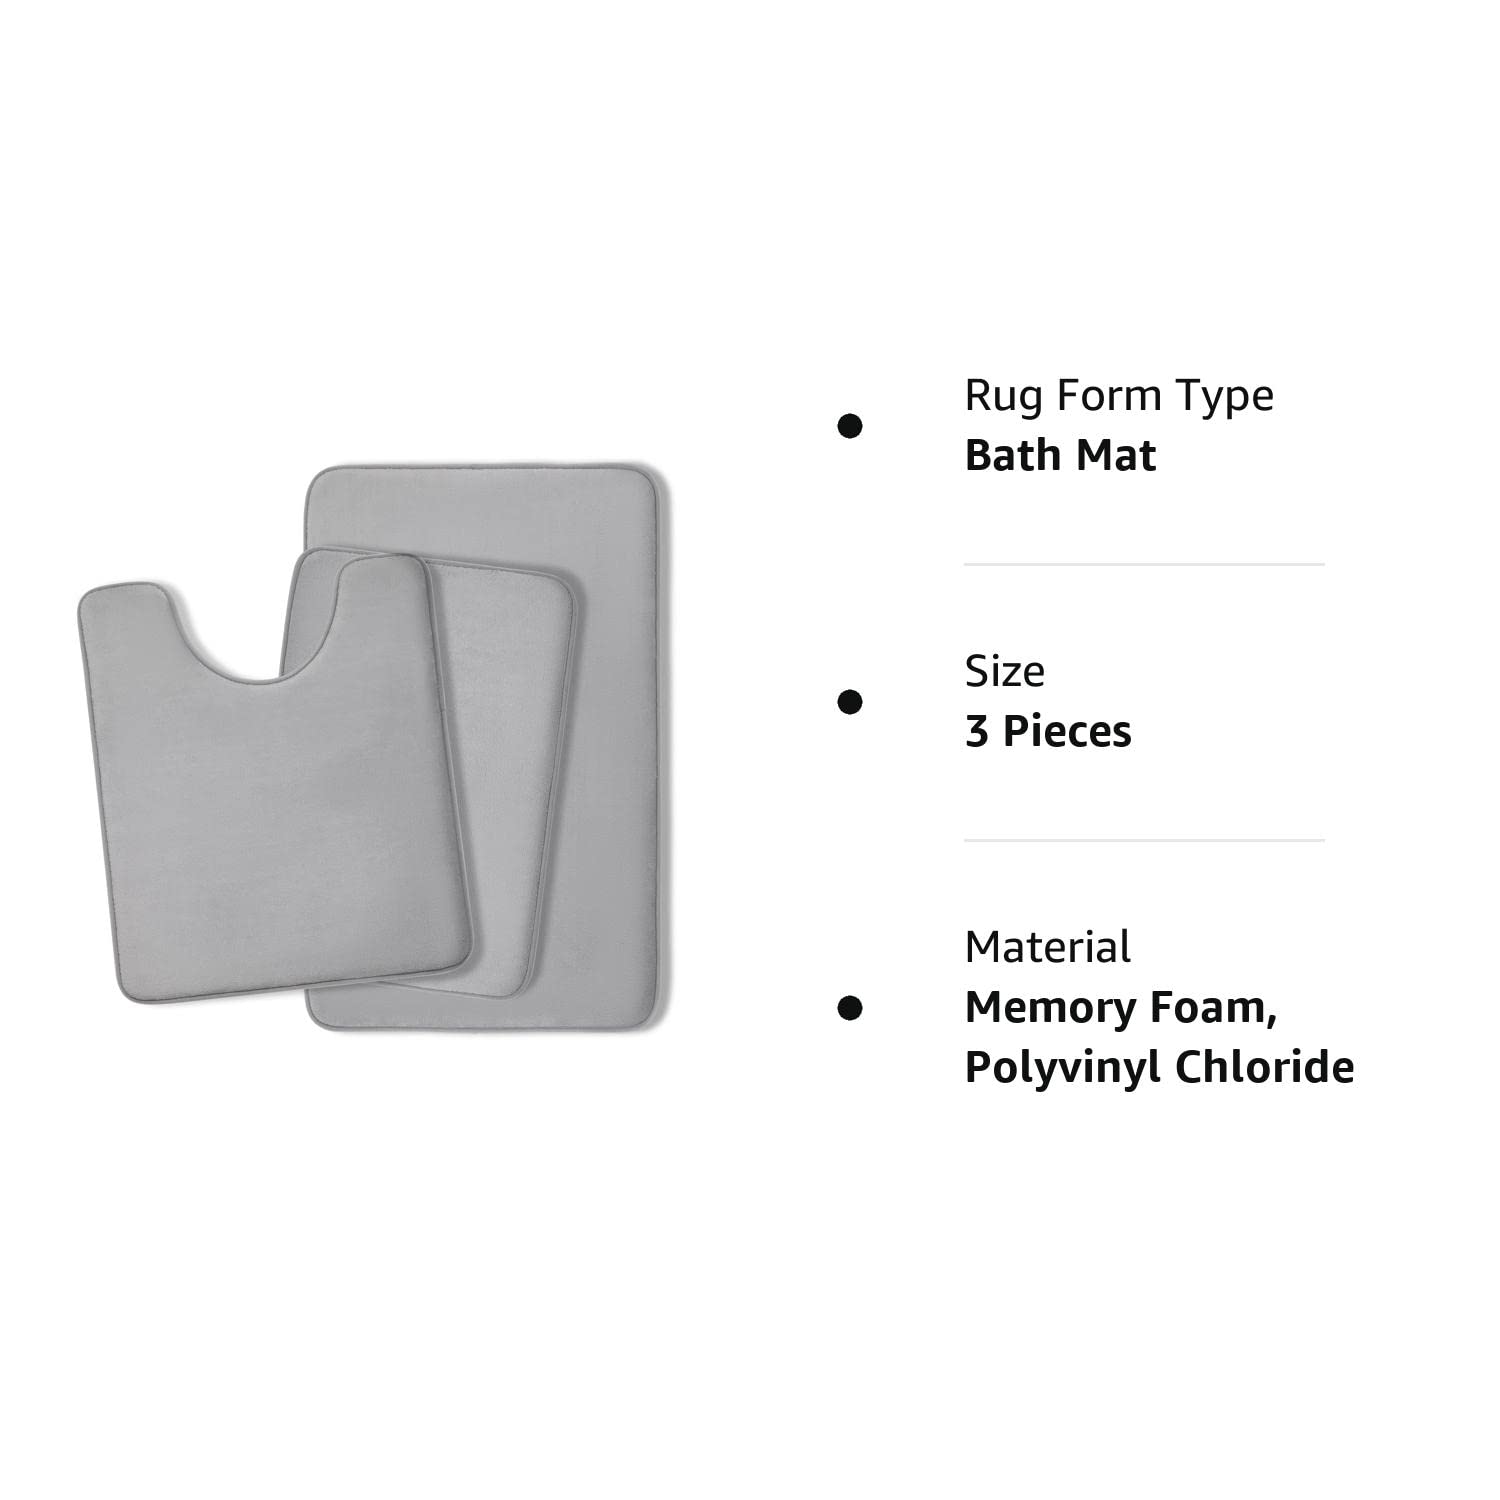 Rug Form Type
Bath Mat
Size
3 Pieces
Material
Memory Foam,
Polyvinyl Chloride